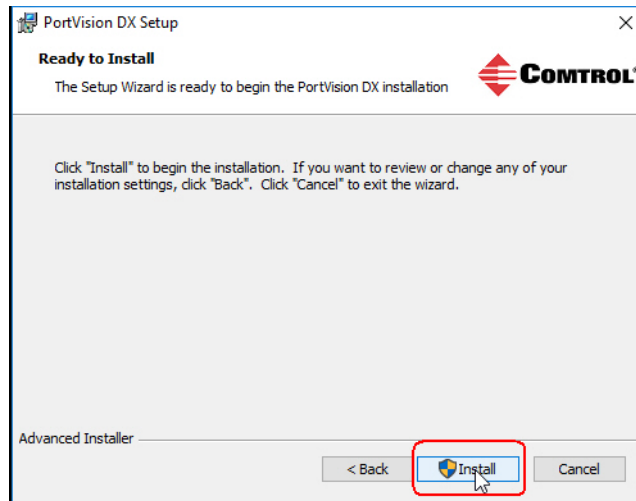 PortVision DX Setup
Ready to Install
The Setup Wizard is ready to begin the PortVision DX installation
COMTROL®
Click "Install" to begin the installation. If you want to review or change any of your
installation settings, click "Back". Click "Cancel" to exit the wizard.
Advanced Installer
< Back
Install
Cancel